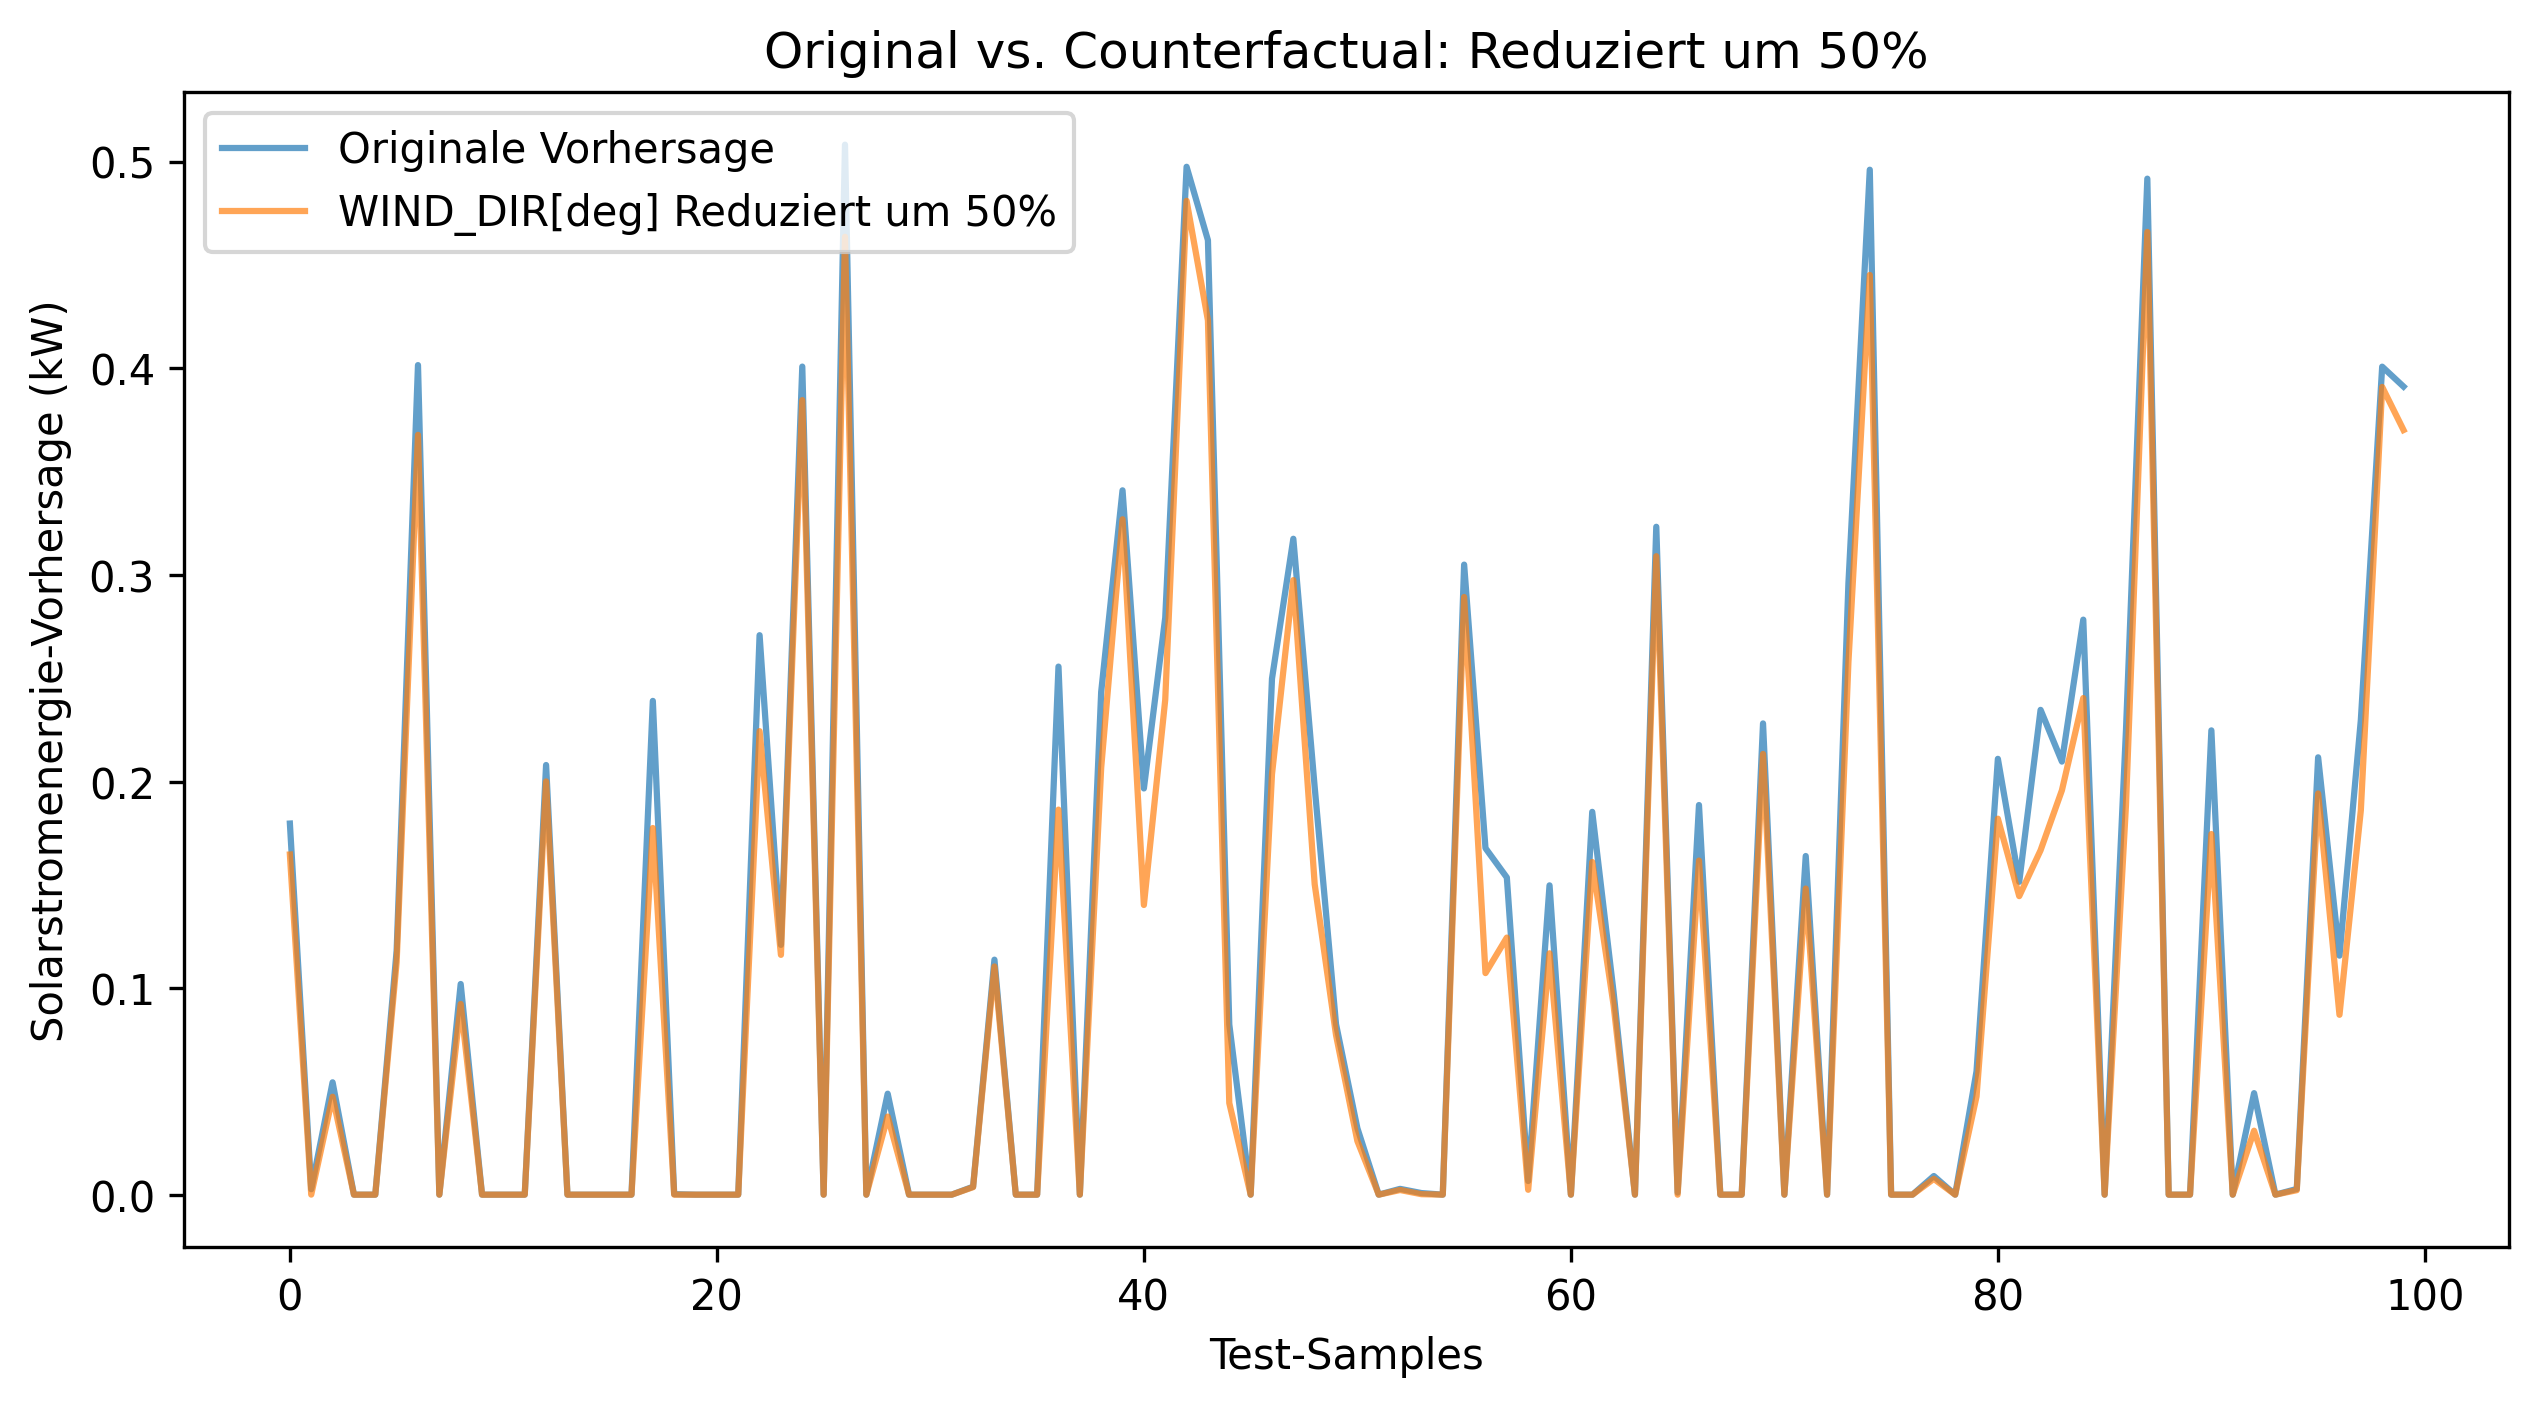 Original vs. Counterfactual: Reduziert um 50%
Originale Vorhersage
WIND_DIR[deg] Reduziert um 50%
Solarstromenergie-Vorhersage (kW)
0.5
0.4
0.3
0.2
0.1
0.0
0 20 40 60 80 100
Test-Samples